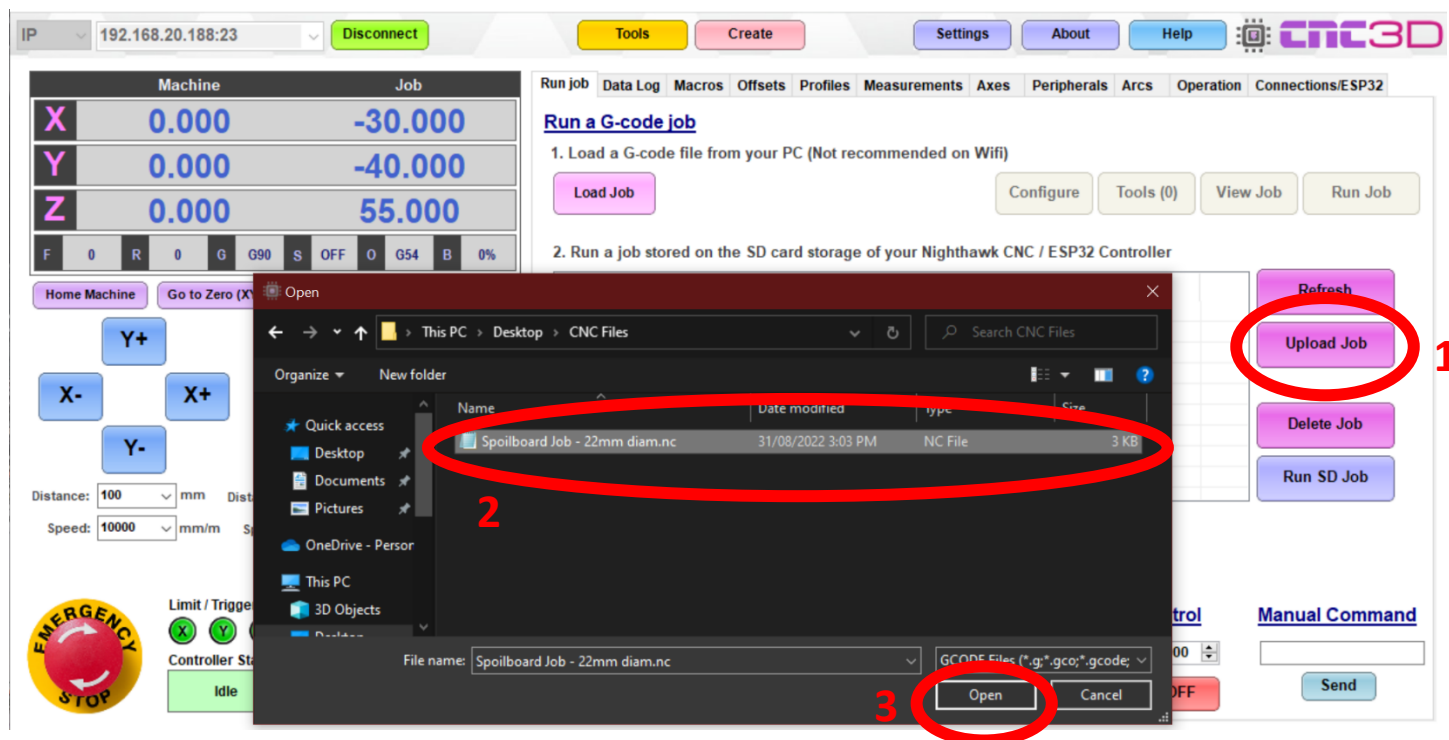 IP 192.168.20.188:23 Disconnect Tools Create Settings About Help CNC3D
Machine Job
X 0.000 -30.000
Y 0.000 -40.000
Z 0.000 55.000
F 0 R 0 G G90 S OFF O G54 B 0%
Run job Data Log Macros Offsets Profiles Measurements Axes Peripherals Arcs Operation Connections/ESP32
Run a G-code job
1. Load a G-code file from your PC (Not recommended on Wifi)
Load Job Configure Tools (0) View Job Run Job
2. Run a job stored on the SD card storage of your Nighthawk CNC / ESP32 Controller
Refresh
Upload Job 1
Delete Job
Run SD Job
Home Machine Go to Zero (XY
Y+
X- X+
Y-
Distance: 100 mm Dist
Speed: 10000 mm/m Sp
EMERGENCY STOP
Limit / Trigge
X Y
Controller Sta
Idle
Open
This PC > Desktop > CNC Files Search CNC Files
Organize New folder
Name Date modified Type Size
Spoilboard Job - 22mm diam.nc 31/08/2022 3:03 PM NC File 3 KB
2
Quick access
Desktop
Documents
Pictures
OneDrive - Person
This PC
3D Objects
Desktop
File name: Spoilboard Job - 22mm diam.nc GCODE Files (*.g;*.gco;*.gcode;
3 Open Cancel
trol
00
OFF
Manual Command
Send